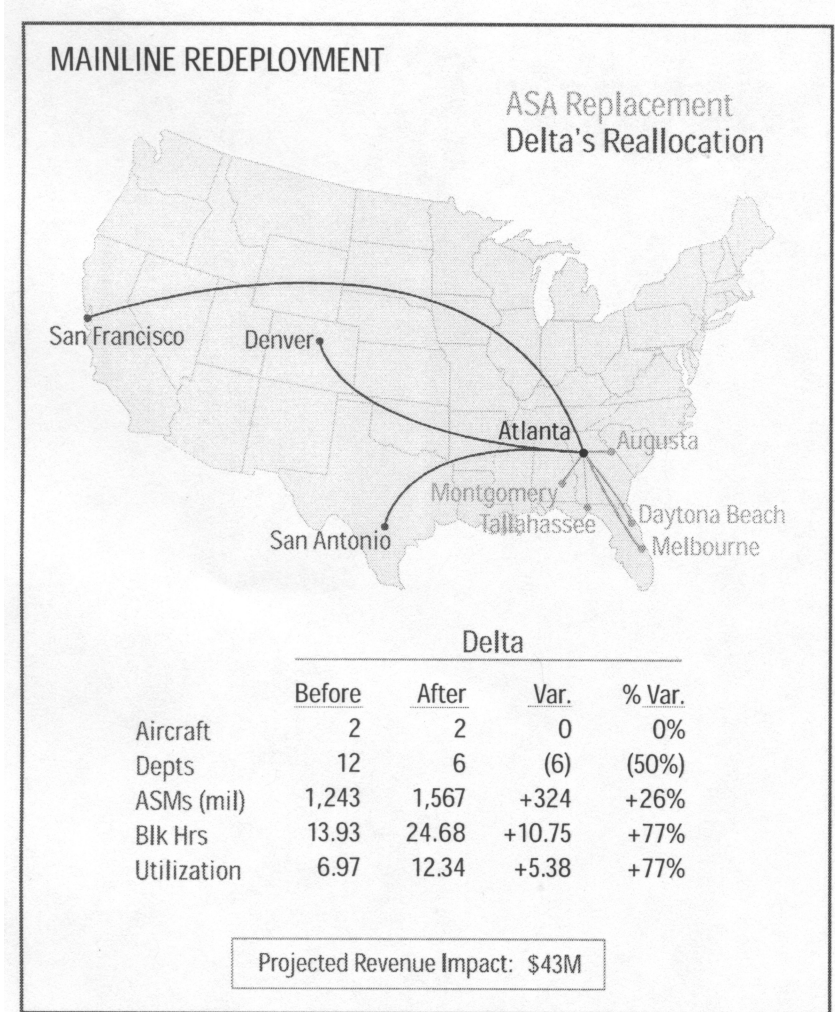 MAINLINE REDEPLOYMENT
ASA Replacement
Delta's Reallocation
San Francisco
Denver
Atlanta
Augusta
Montgomery
Tallahassee
Daytona Beach
San Antonio
Melbourne
Delta
Before After Var. % Var.
Aircraft 2 2 0 0%
Depts 12 6 (6) (50%)
ASMs (mil) 1,243 1,567 +324 +26%
Blk Hrs 13.93 24.68 +10.75 +77%
Utilization 6.97 12.34 +5.38 +77%
Projected Revenue Impact: $43M